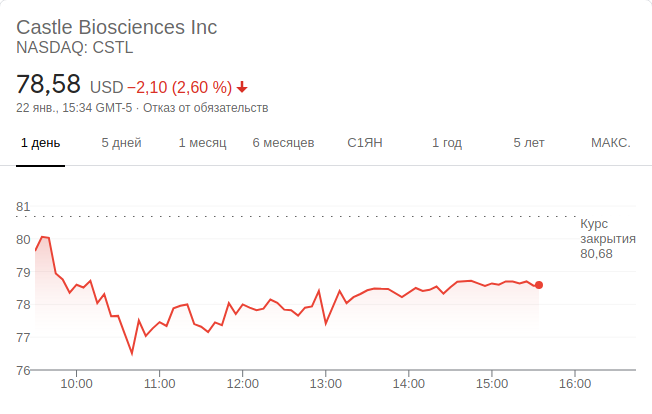 Castle Biosciences Inc
NASDAQ: CSTL
78,58 USD −2,10 (2,60 %)
22 янв., 15:34 GMT-5 · Отказ от обязательств
1 день 5 дней 1 месяц 6 месяцев С1ЯН 1 год 5 лет МАКС.
81
80
79
78
77
76
Курс
закрытия
80,68
10:00 11:00 12:00 13:00 14:00 15:00 16:00